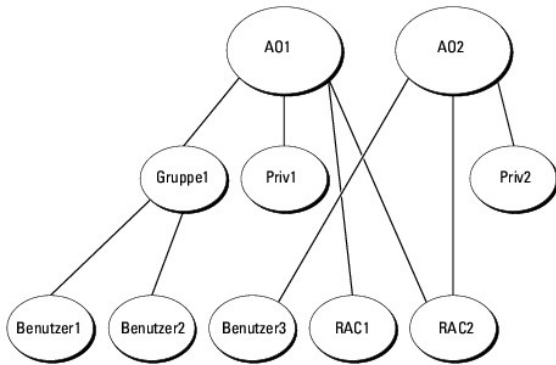 AO1
AO2
Gruppe1
Priv1
Priv2
Benutzer1
Benutzer2
Benutzer3
RAC1
RAC2